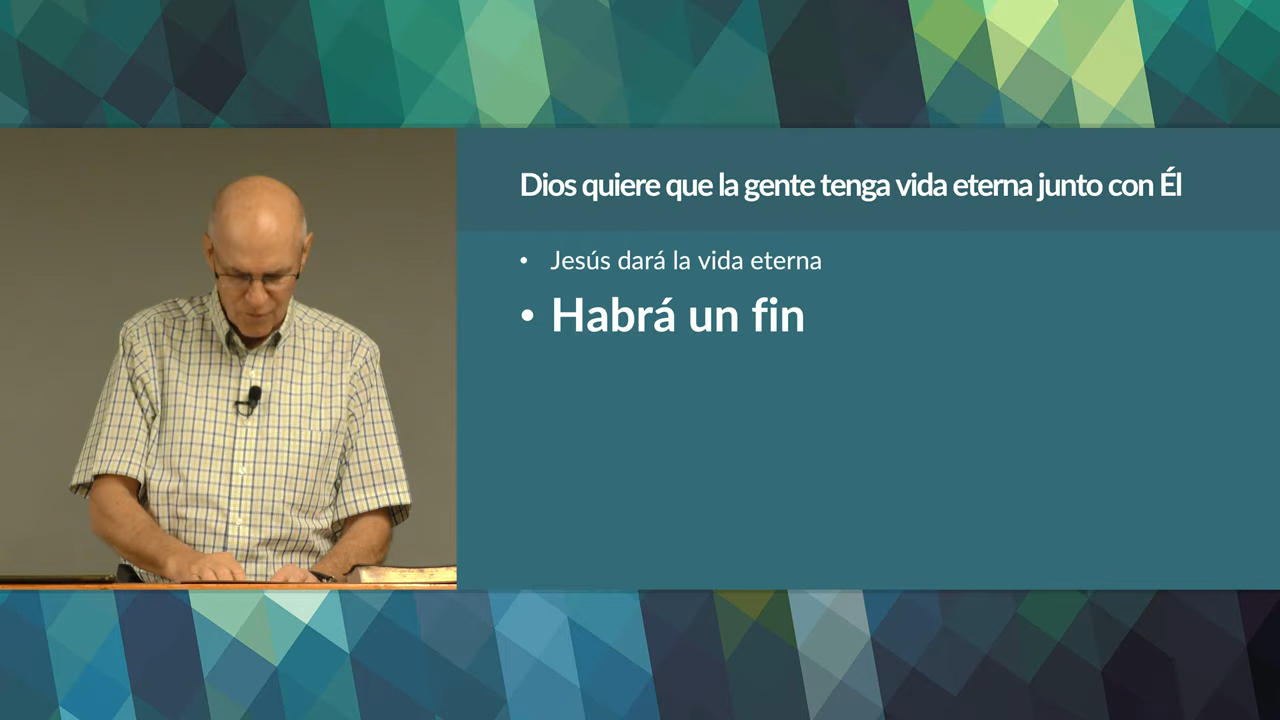 Dios quiere que la gente tenga vida eterna junto con Él
• Jesús dará la vida eterna
• Habrá un fin